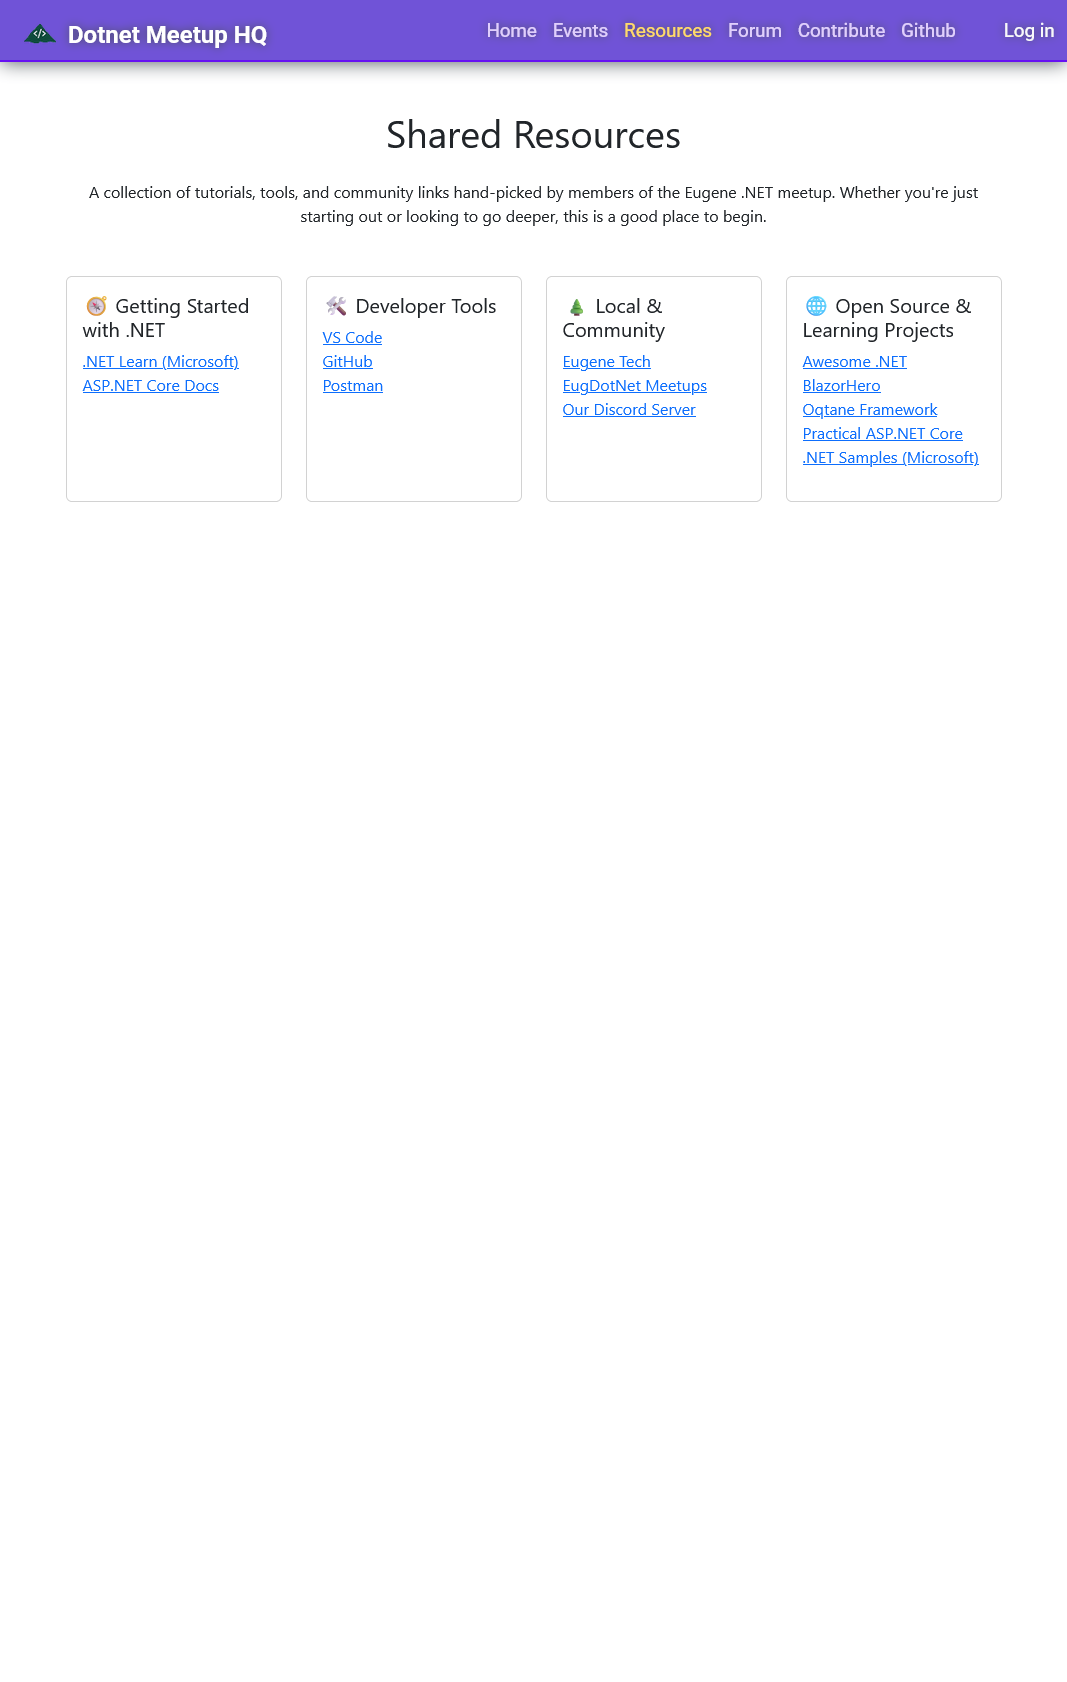 </> Dotnet Meetup HQ
Home Events Resources Forum Contribute Github Log in
Shared Resources
A collection of tutorials, tools, and community links hand-picked by members of the Eugene .NET meetup. Whether you're just
starting out or looking to go deeper, this is a good place to begin.
Getting Started
with .NET
.NET Learn (Microsoft)
ASP.NET Core Docs
Developer Tools
VS Code
GitHub
Postman
Local &
Community
Eugene Tech
EugDotNet Meetups
Our Discord Server
Open Source &
Learning Projects
Awesome .NET
BlazorHero
Oqtane Framework
Practical ASP.NET Core
.NET Samples (Microsoft)